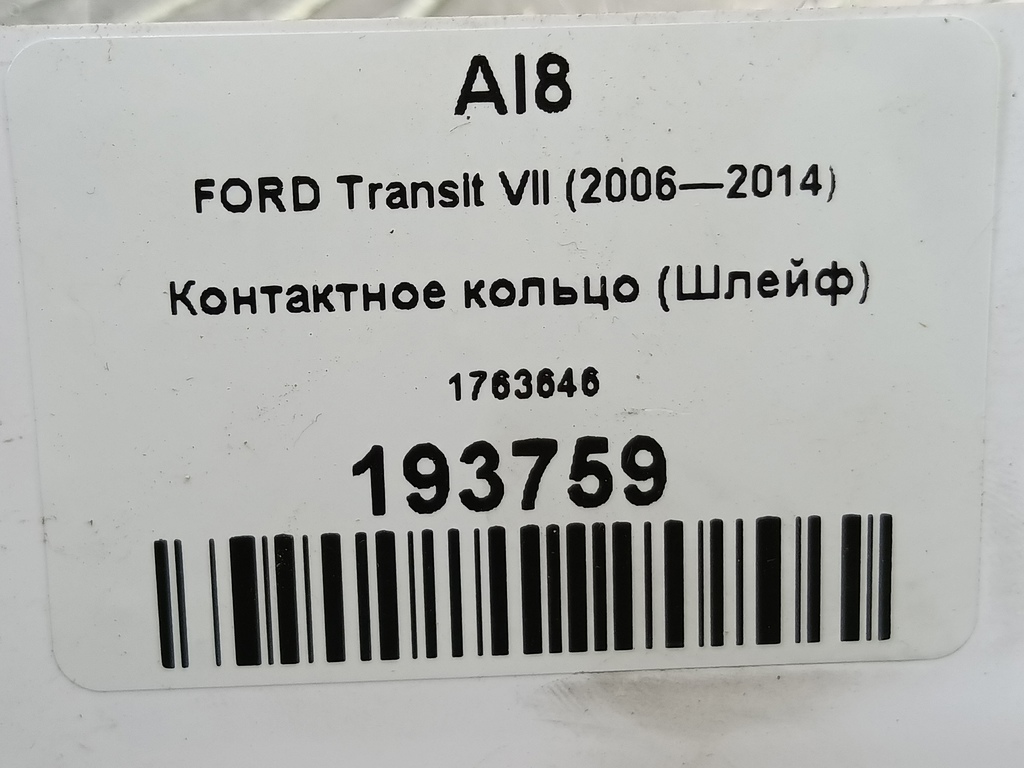 AI8
FORD Transit VII (2006—2014)
Контактное кольцо (Шлейф)
1763646
193759